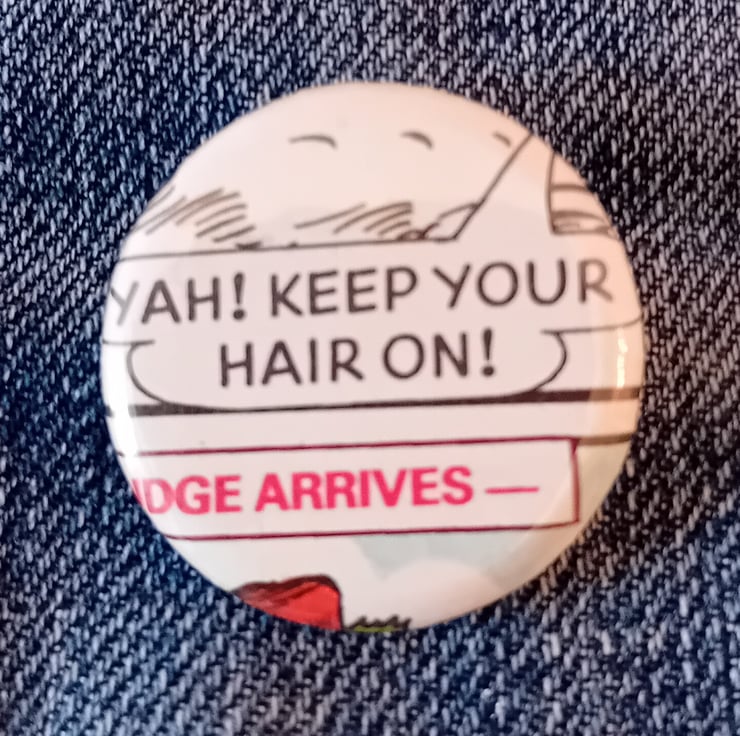 YAH! KEEP YOUR
HAIR ON!
DGE ARRIVES —